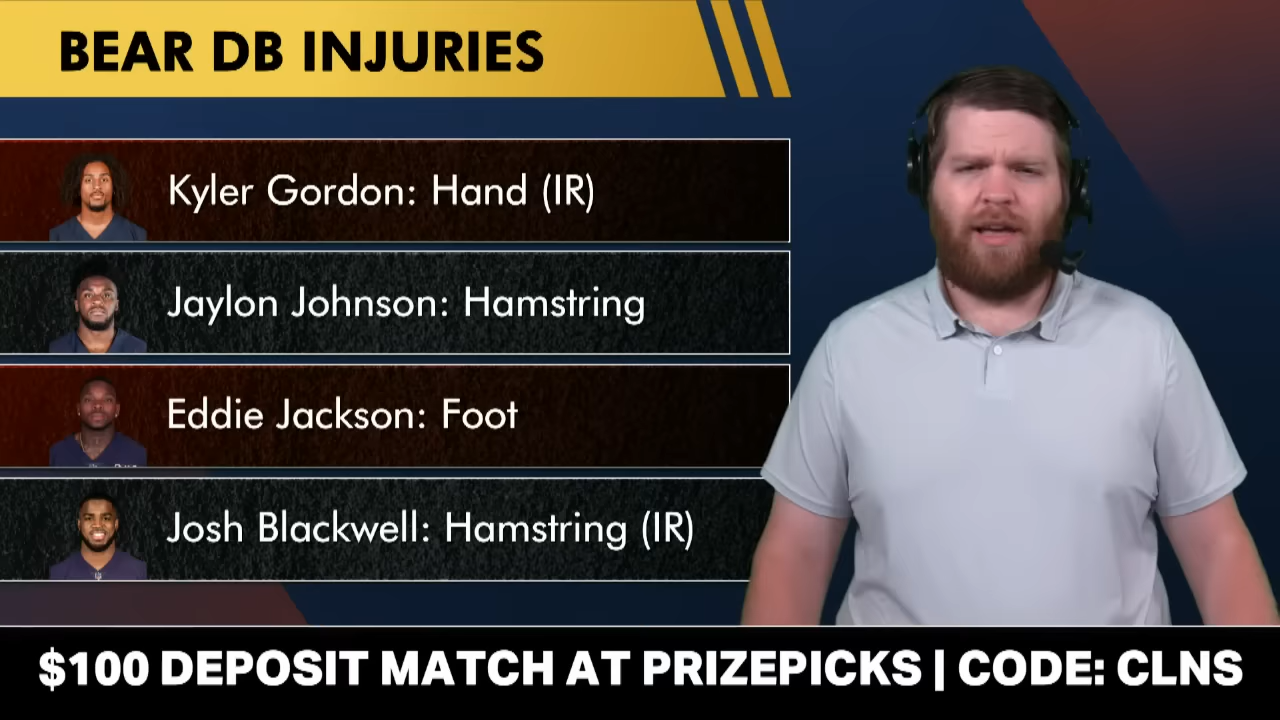 BEAR DB INJURIES
Kyler Gordon: Hand (IR)
Jaylon Johnson: Hamstring
Eddie Jackson: Foot
Josh Blackwell: Hamstring (IR)
$100 DEPOSIT MATCH AT PRIZEPICKS | CODE: CLNS